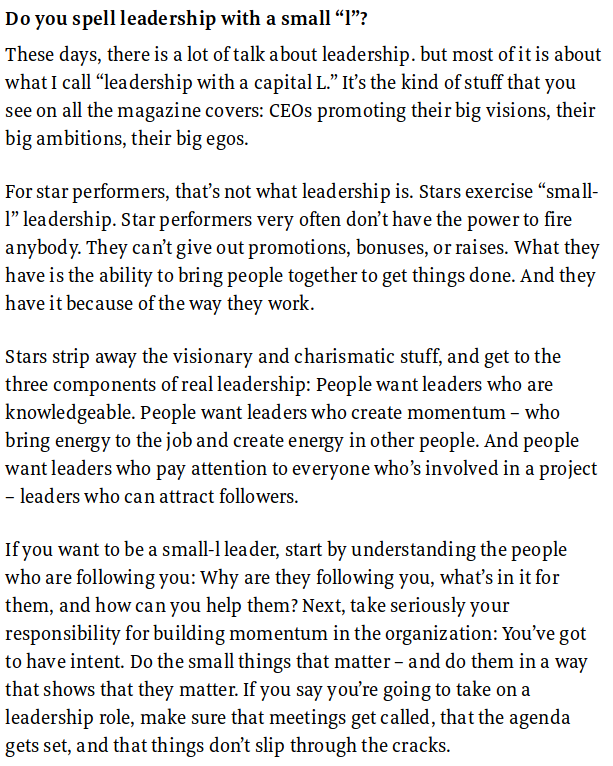 Do you spell leadership with a small “l”?
These days, there is a lot of talk about leadership. but most of it is about
what I call “leadership with a capital L.” It’s the kind of stuff that you
see on all the magazine covers: CEOs promoting their big visions, their
big ambitions, their big egos.
For star performers, that’s not what leadership is. Stars exercise “small-
l” leadership. Star performers very often don’t have the power to fire
anybody. They can’t give out promotions, bonuses, or raises. What they
have is the ability to bring people together to get things done. And they
have it because of the way they work.
Stars strip away the visionary and charismatic stuff, and get to the
three components of real leadership: People want leaders who are
knowledgeable. People want leaders who create momentum – who
bring energy to the job and create energy in other people. And people
want leaders who pay attention to everyone who’s involved in a project
– leaders who can attract followers.
If you want to be a small-l leader, start by understanding the people
who are following you: Why are they following you, what’s in it for
them, and how can you help them? Next, take seriously your
responsibility for building momentum in the organization: You’ve got
to have intent. Do the small things that matter – and do them in a way
that shows that they matter. If you say you’re going to take on a
leadership role, make sure that meetings get called, that the agenda
gets set, and that things don’t slip through the cracks.